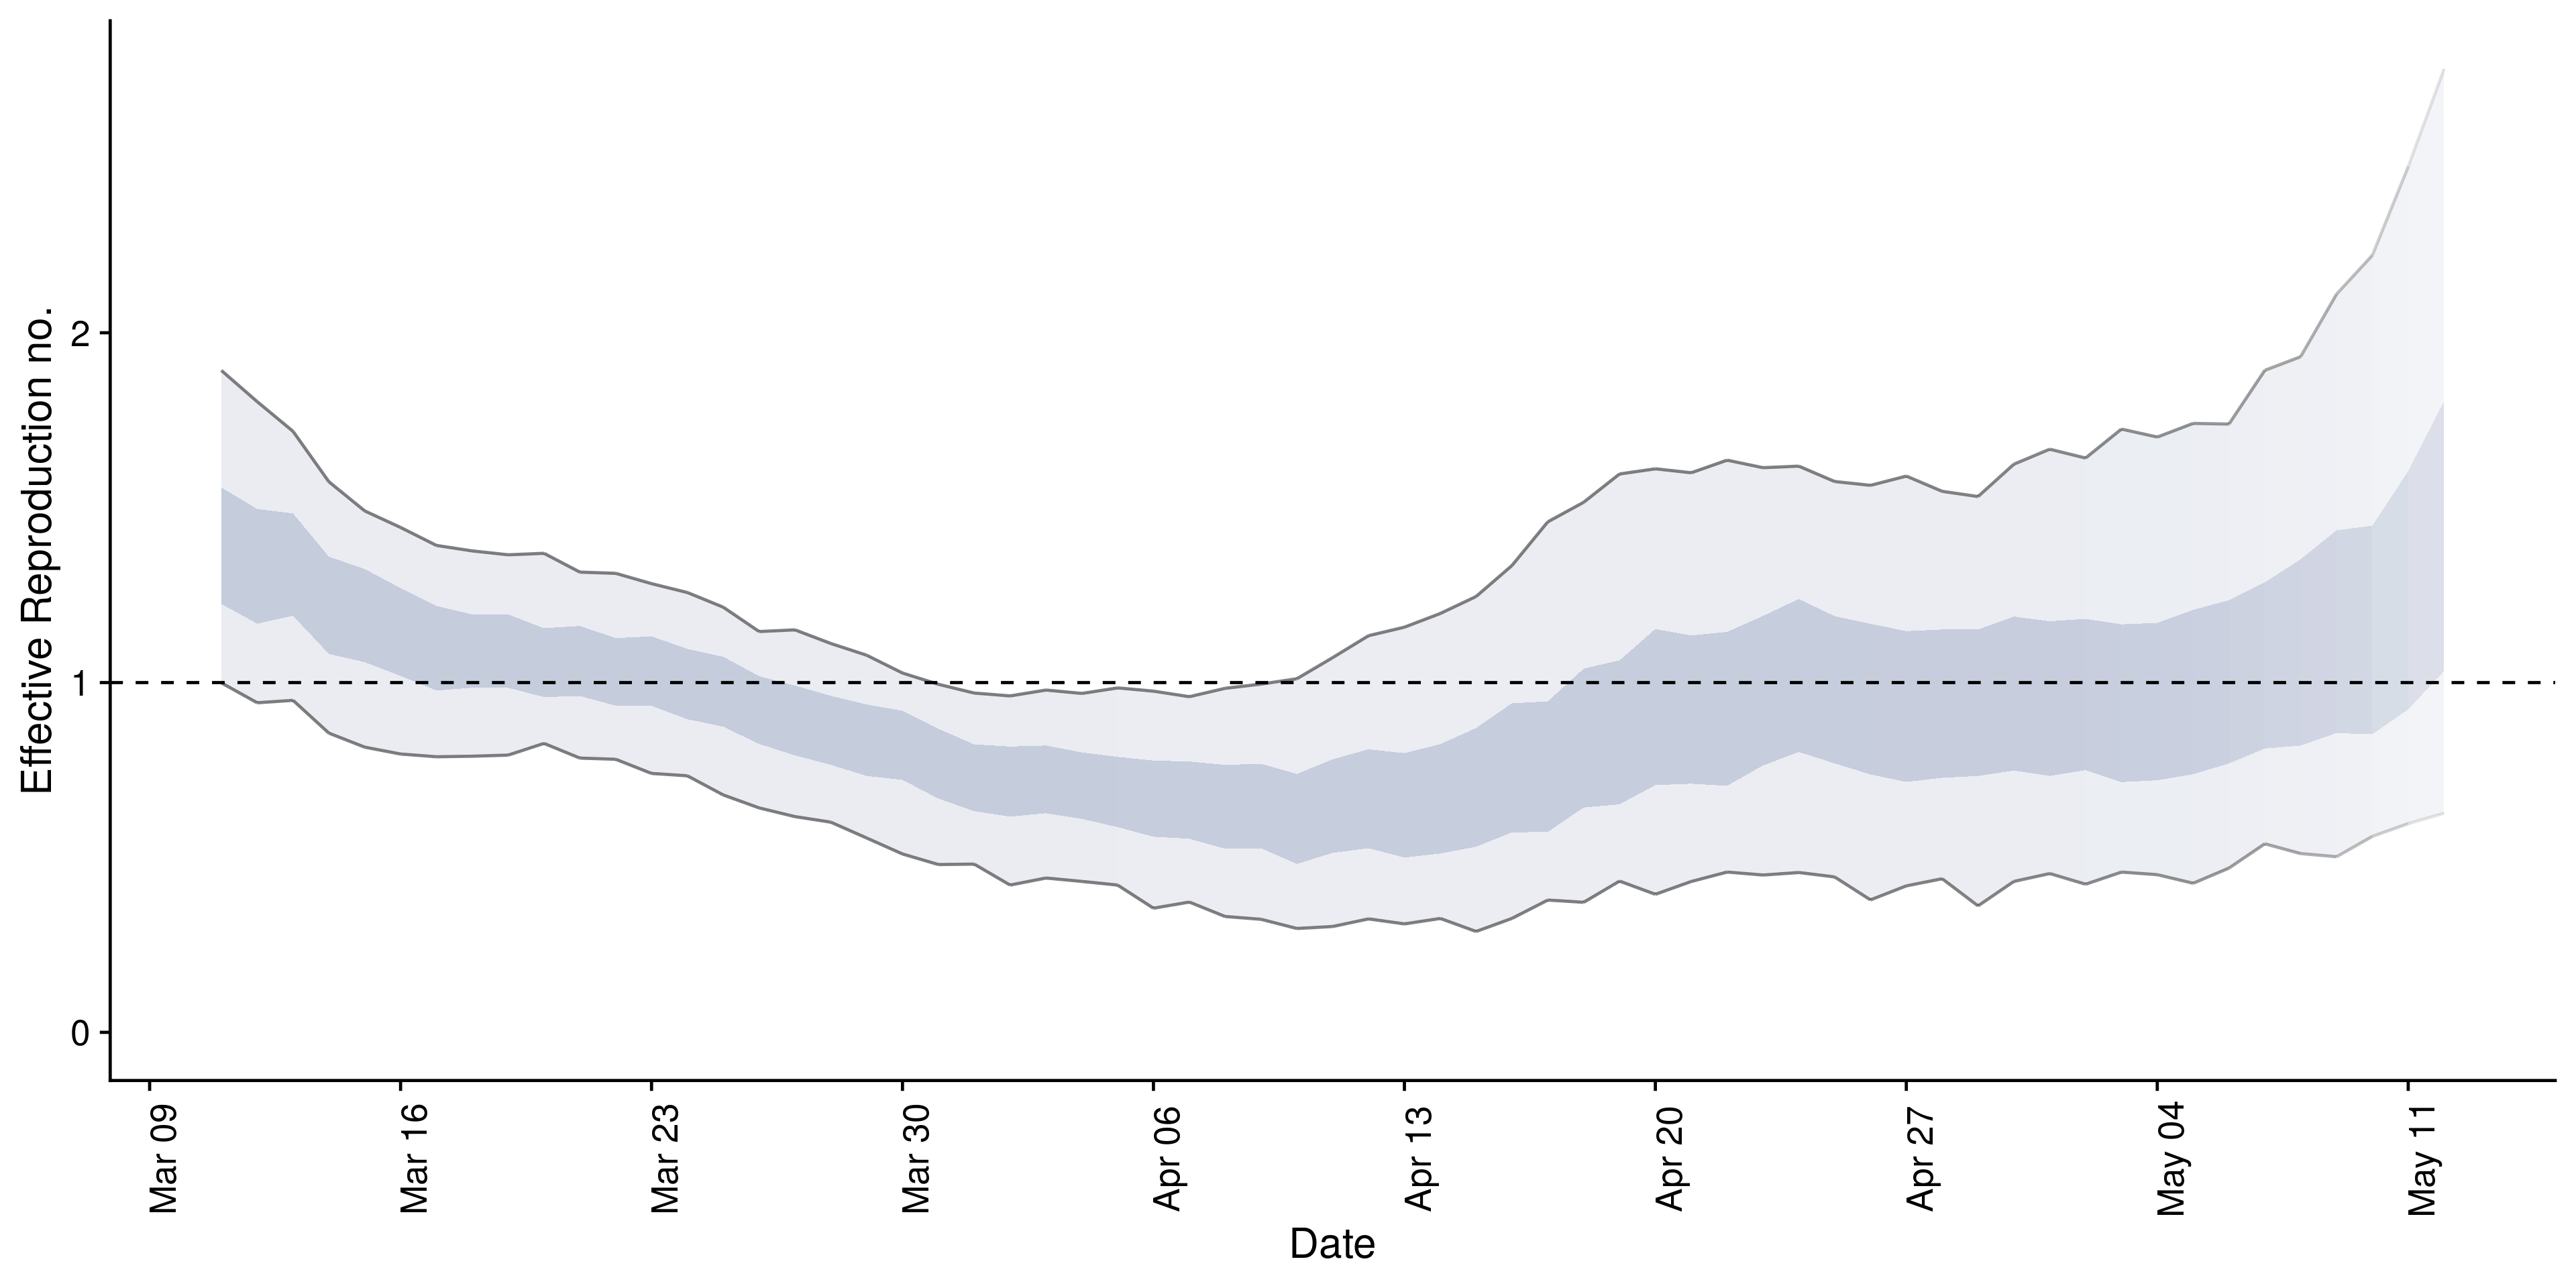 Effective Reproduction no.
2
1
0
Mar 09
Mar 16
Mar 23
Mar 30
Apr 06
Apr 13
Apr 20
Apr 27
May 04
May 11
Date